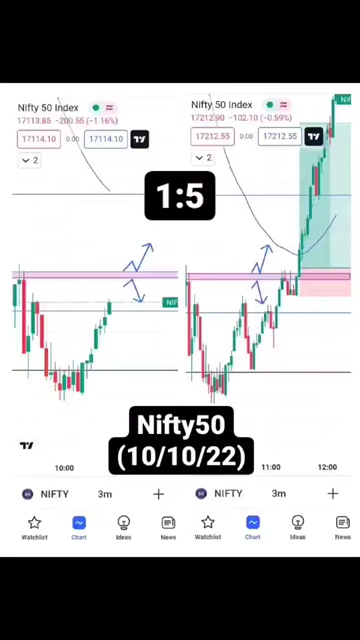 Nifty 50 Index
17113.85 -200.55 (-1.16%)
17114.10 0.00 17114.10
2
Nifty 50 Index
17212.90 -102.10 (-0.59%)
17212.55 0.00 17212.55
2
1:5
NIF
Nifty50
(10/10/22)
10:00
11:00 12:00
NIFTY 3m
NIFTY 3m
Watchlist Chart Ideas News
Watchlist Chart Ideas News